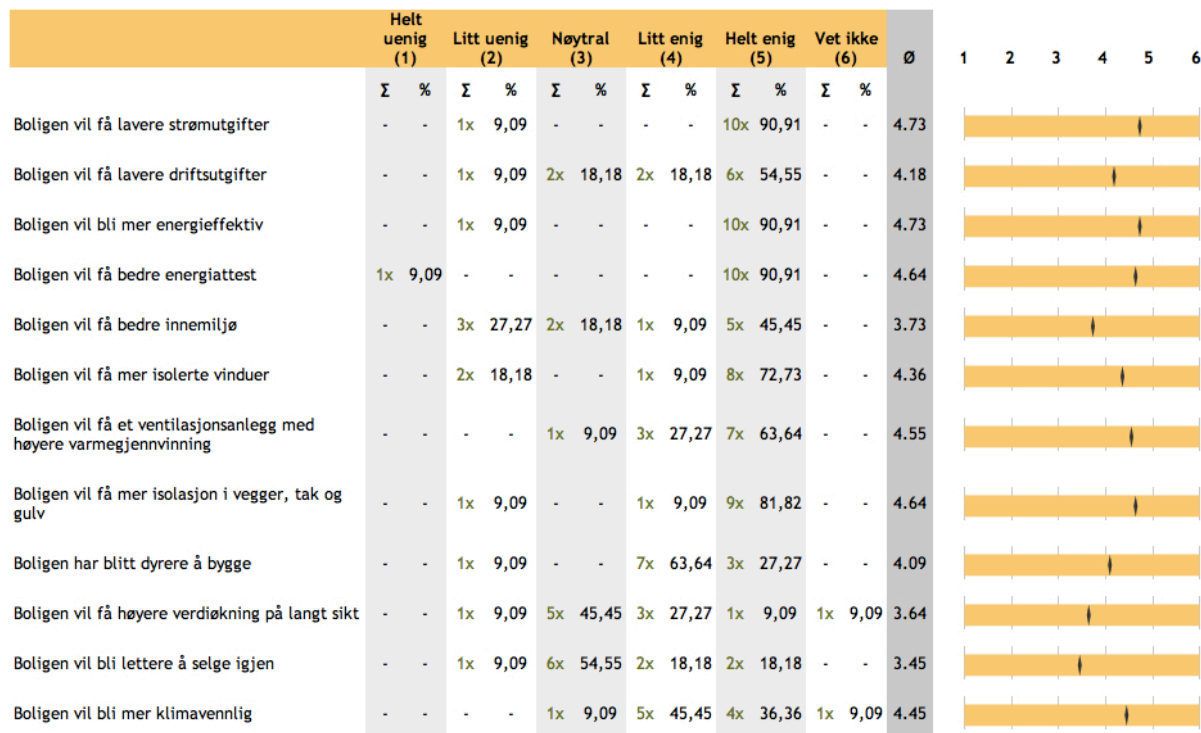 Helt uenig (1) Litt uenig (2) Nøytral (3) Litt enig (4) Helt enig (5) Vet ikke (6) Ø 1 2 3 4 5 6
Σ % Σ % Σ % Σ % Σ % Σ %
Boligen vil få lavere strømutgifter - - 1x 9,09 - - - - 10x 90,91 - - 4.73
Boligen vil få lavere driftsutgifter - - 1x 9,09 2x 18,18 2x 18,18 6x 54,55 - - 4.18
Boligen vil bli mer energieffektiv - - 1x 9,09 - - - - 10x 90,91 - - 4.73
Boligen vil få bedre energiattest 1x 9,09 - - - - - - 10x 90,91 - - 4.64
Boligen vil få bedre innemiljø - - 3x 27,27 2x 18,18 1x 9,09 5x 45,45 - - 3.73
Boligen vil få mer isolerte vinduer - - 2x 18,18 - - 1x 9,09 8x 72,73 - - 4.36
Boligen vil få et ventilasjonsanlegg med
høyere varmegjennvinning - - - - 1x 9,09 3x 27,27 7x 63,64 - - 4.55
Boligen vil få mer isolasjon i vegger, tak og
gulv - - 1x 9,09 - - 1x 9,09 9x 81,82 - - 4.64
Boligen har blitt dyrere å bygge - - 1x 9,09 - - 7x 63,64 3x 27,27 - - 4.09
Boligen vil få høyere verdiøkning på langt sikt - - 1x 9,09 5x 45,45 3x 27,27 1x 9,09 1x 9,09 3.64
Boligen vil bli lettere å selge igjen - - 1x 9,09 6x 54,55 2x 18,18 2x 18,18 - - 3.45
Boligen vil bli mer klimavennlig - - - - 1x 9,09 5x 45,45 4x 36,36 1x 9,09 4.45